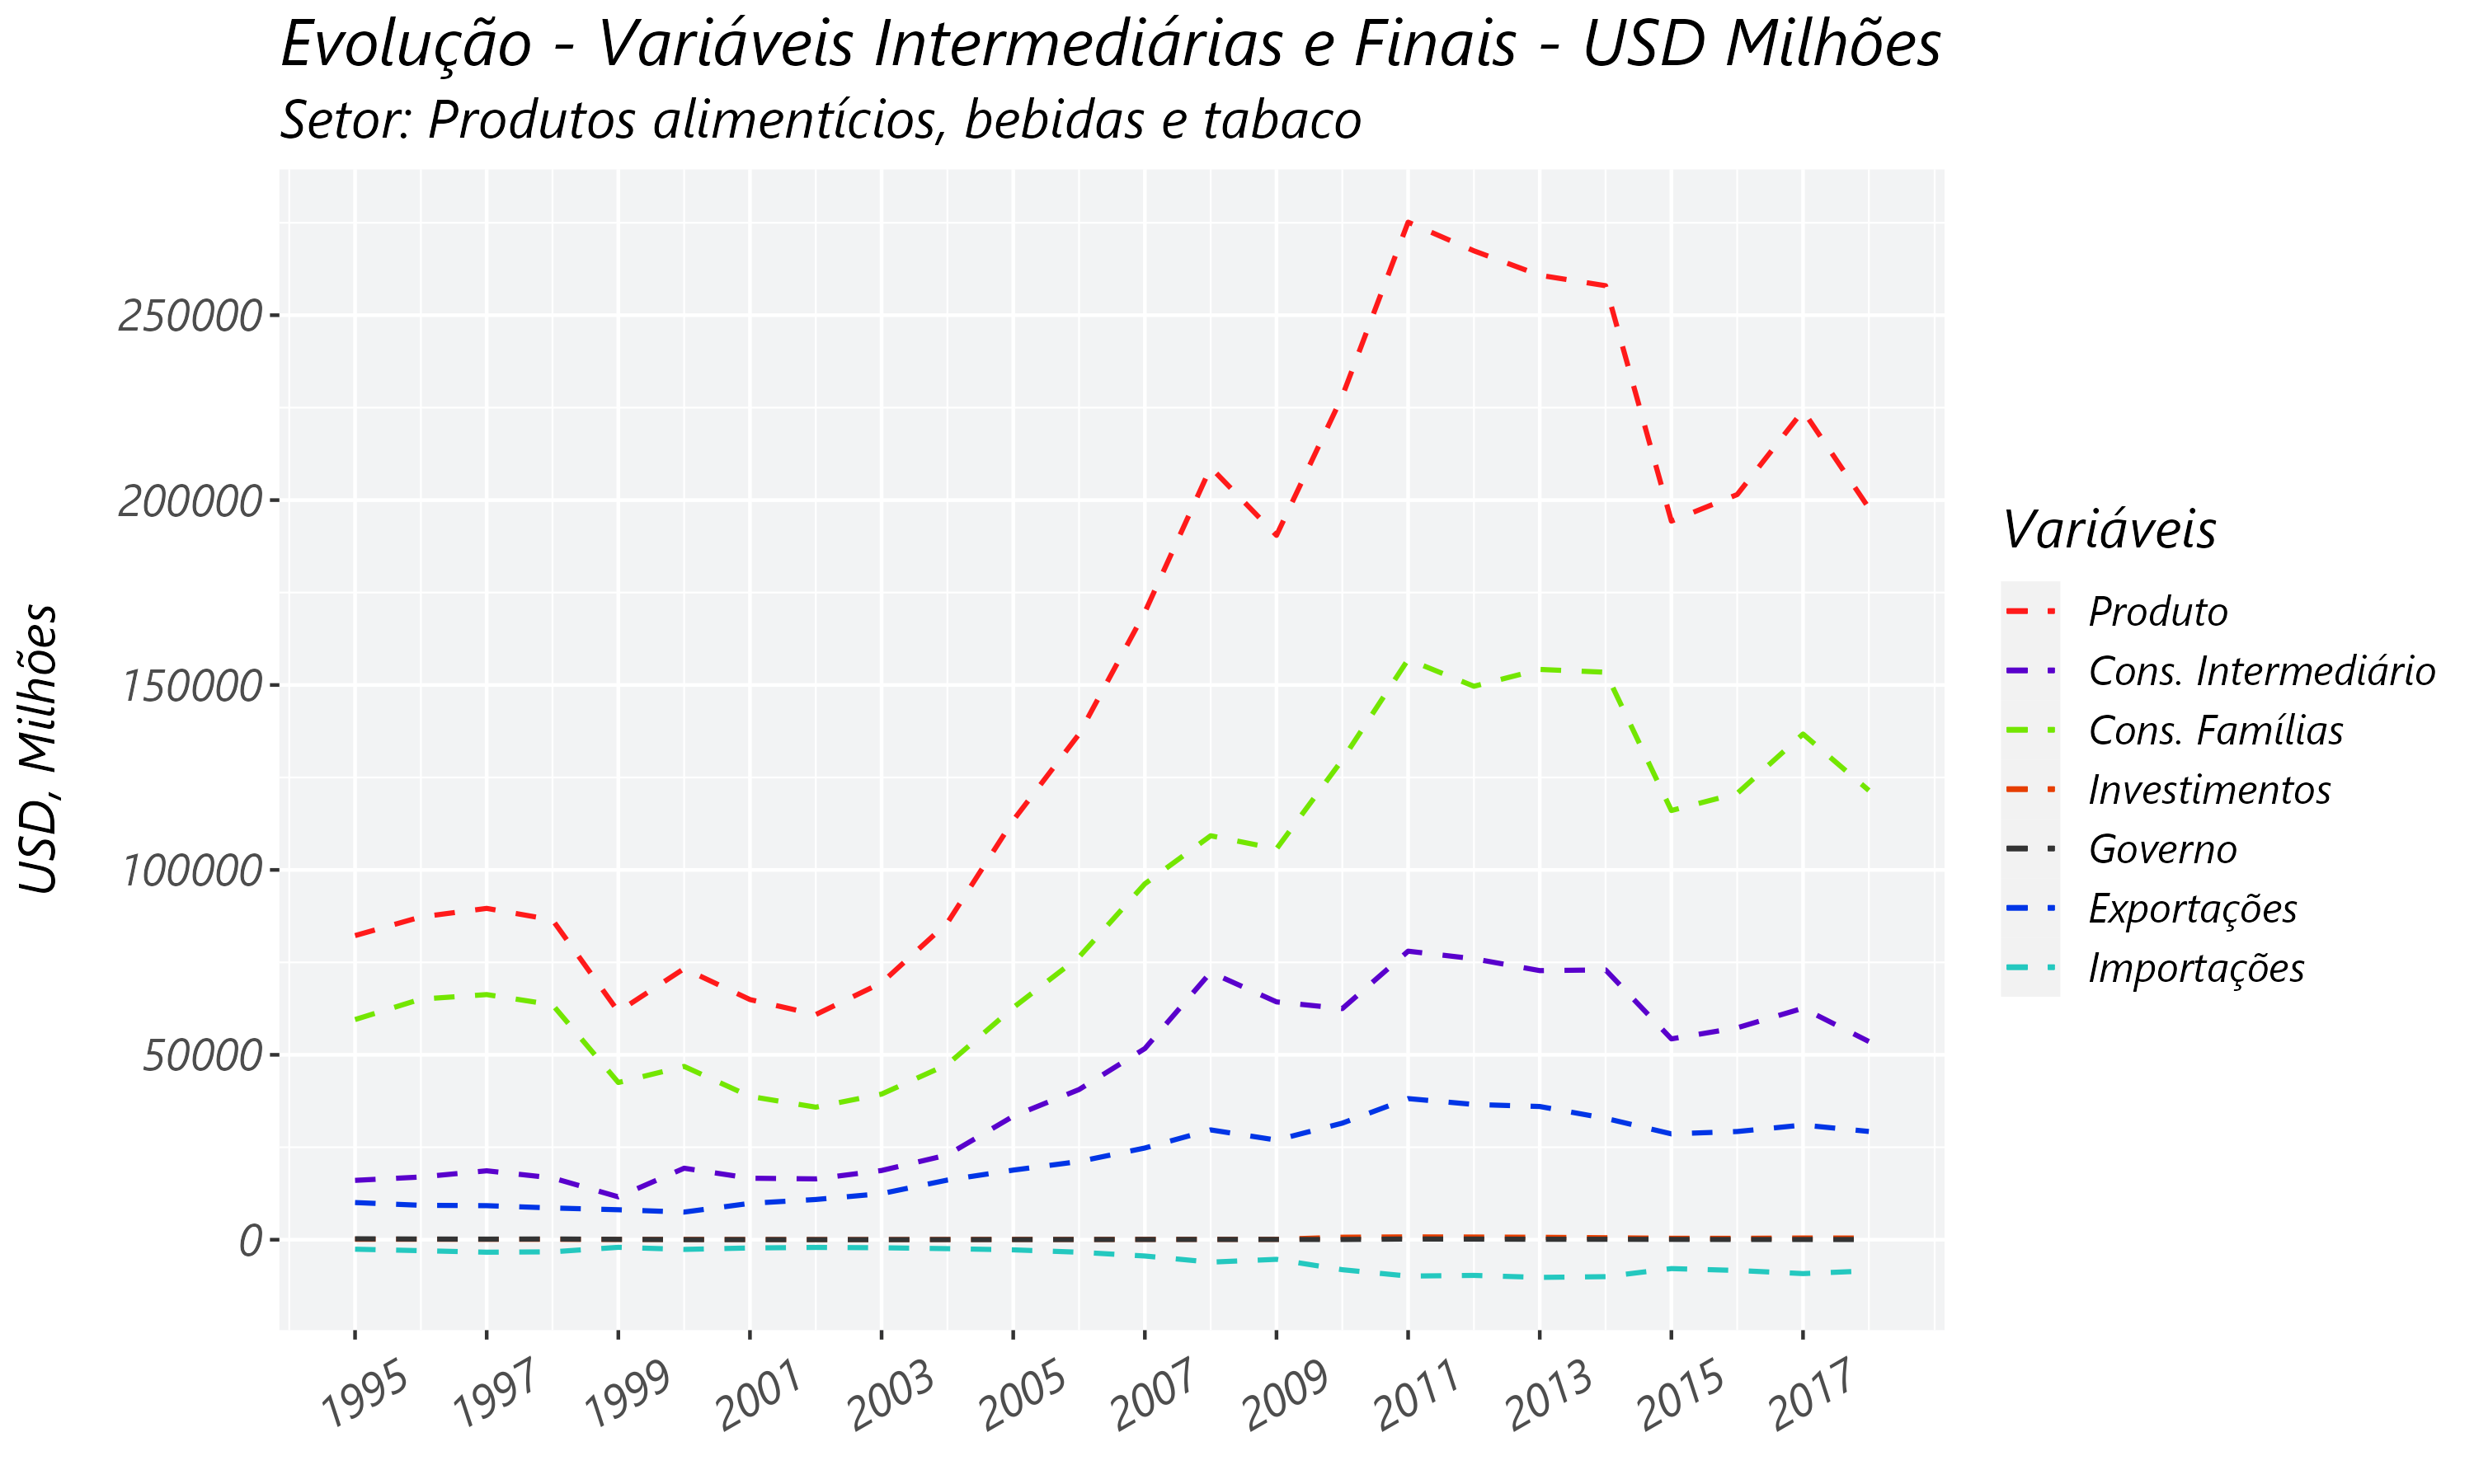 Evolução - Variáveis Intermediárias e Finais - USD Milhões
Setor: Produtos alimentícios, bebidas e tabaco
USD, Milhões
250000
200000
150000
100000
50000
0
1995
1997
1999
2001
2003
2005
2007
2009
2011
2013
2015
2017
Variáveis
Produto
Cons. Intermediário
Cons. Famílias
Investimentos
Governo
Exportações
Importações